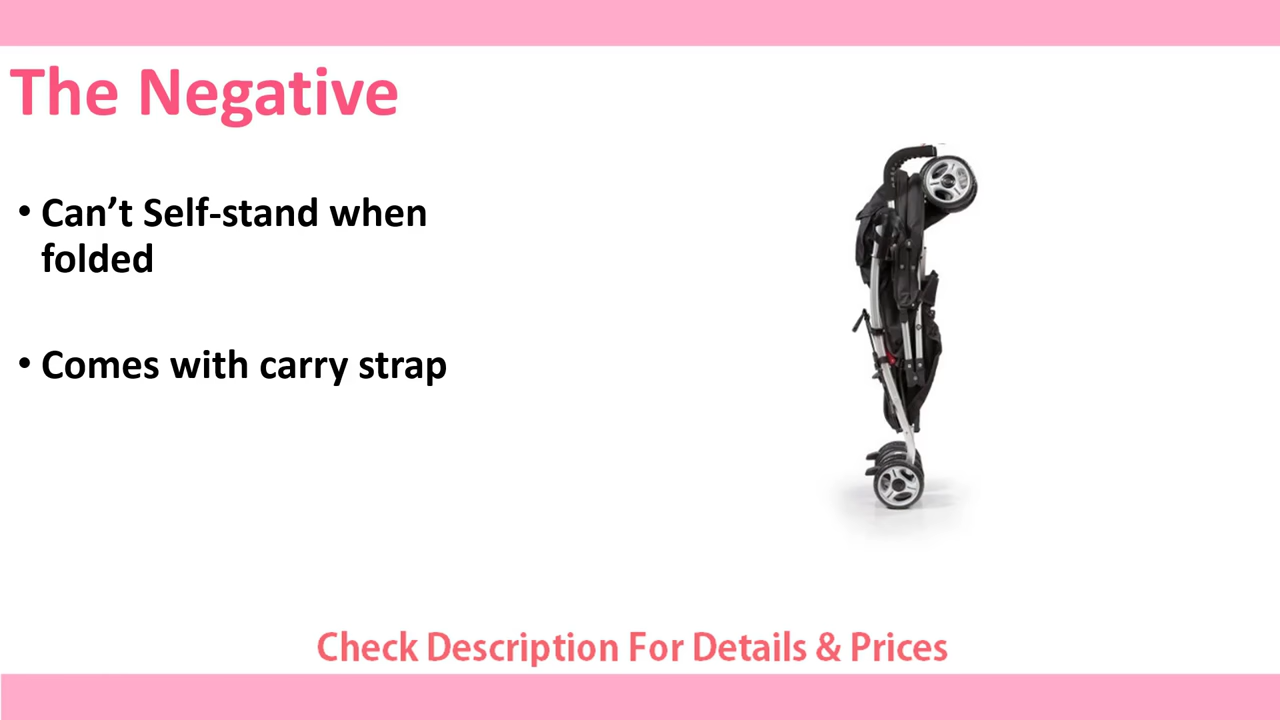 The Negative
• Can’t Self-stand when
folded
• Comes with carry strap
Check Description For Details & Prices